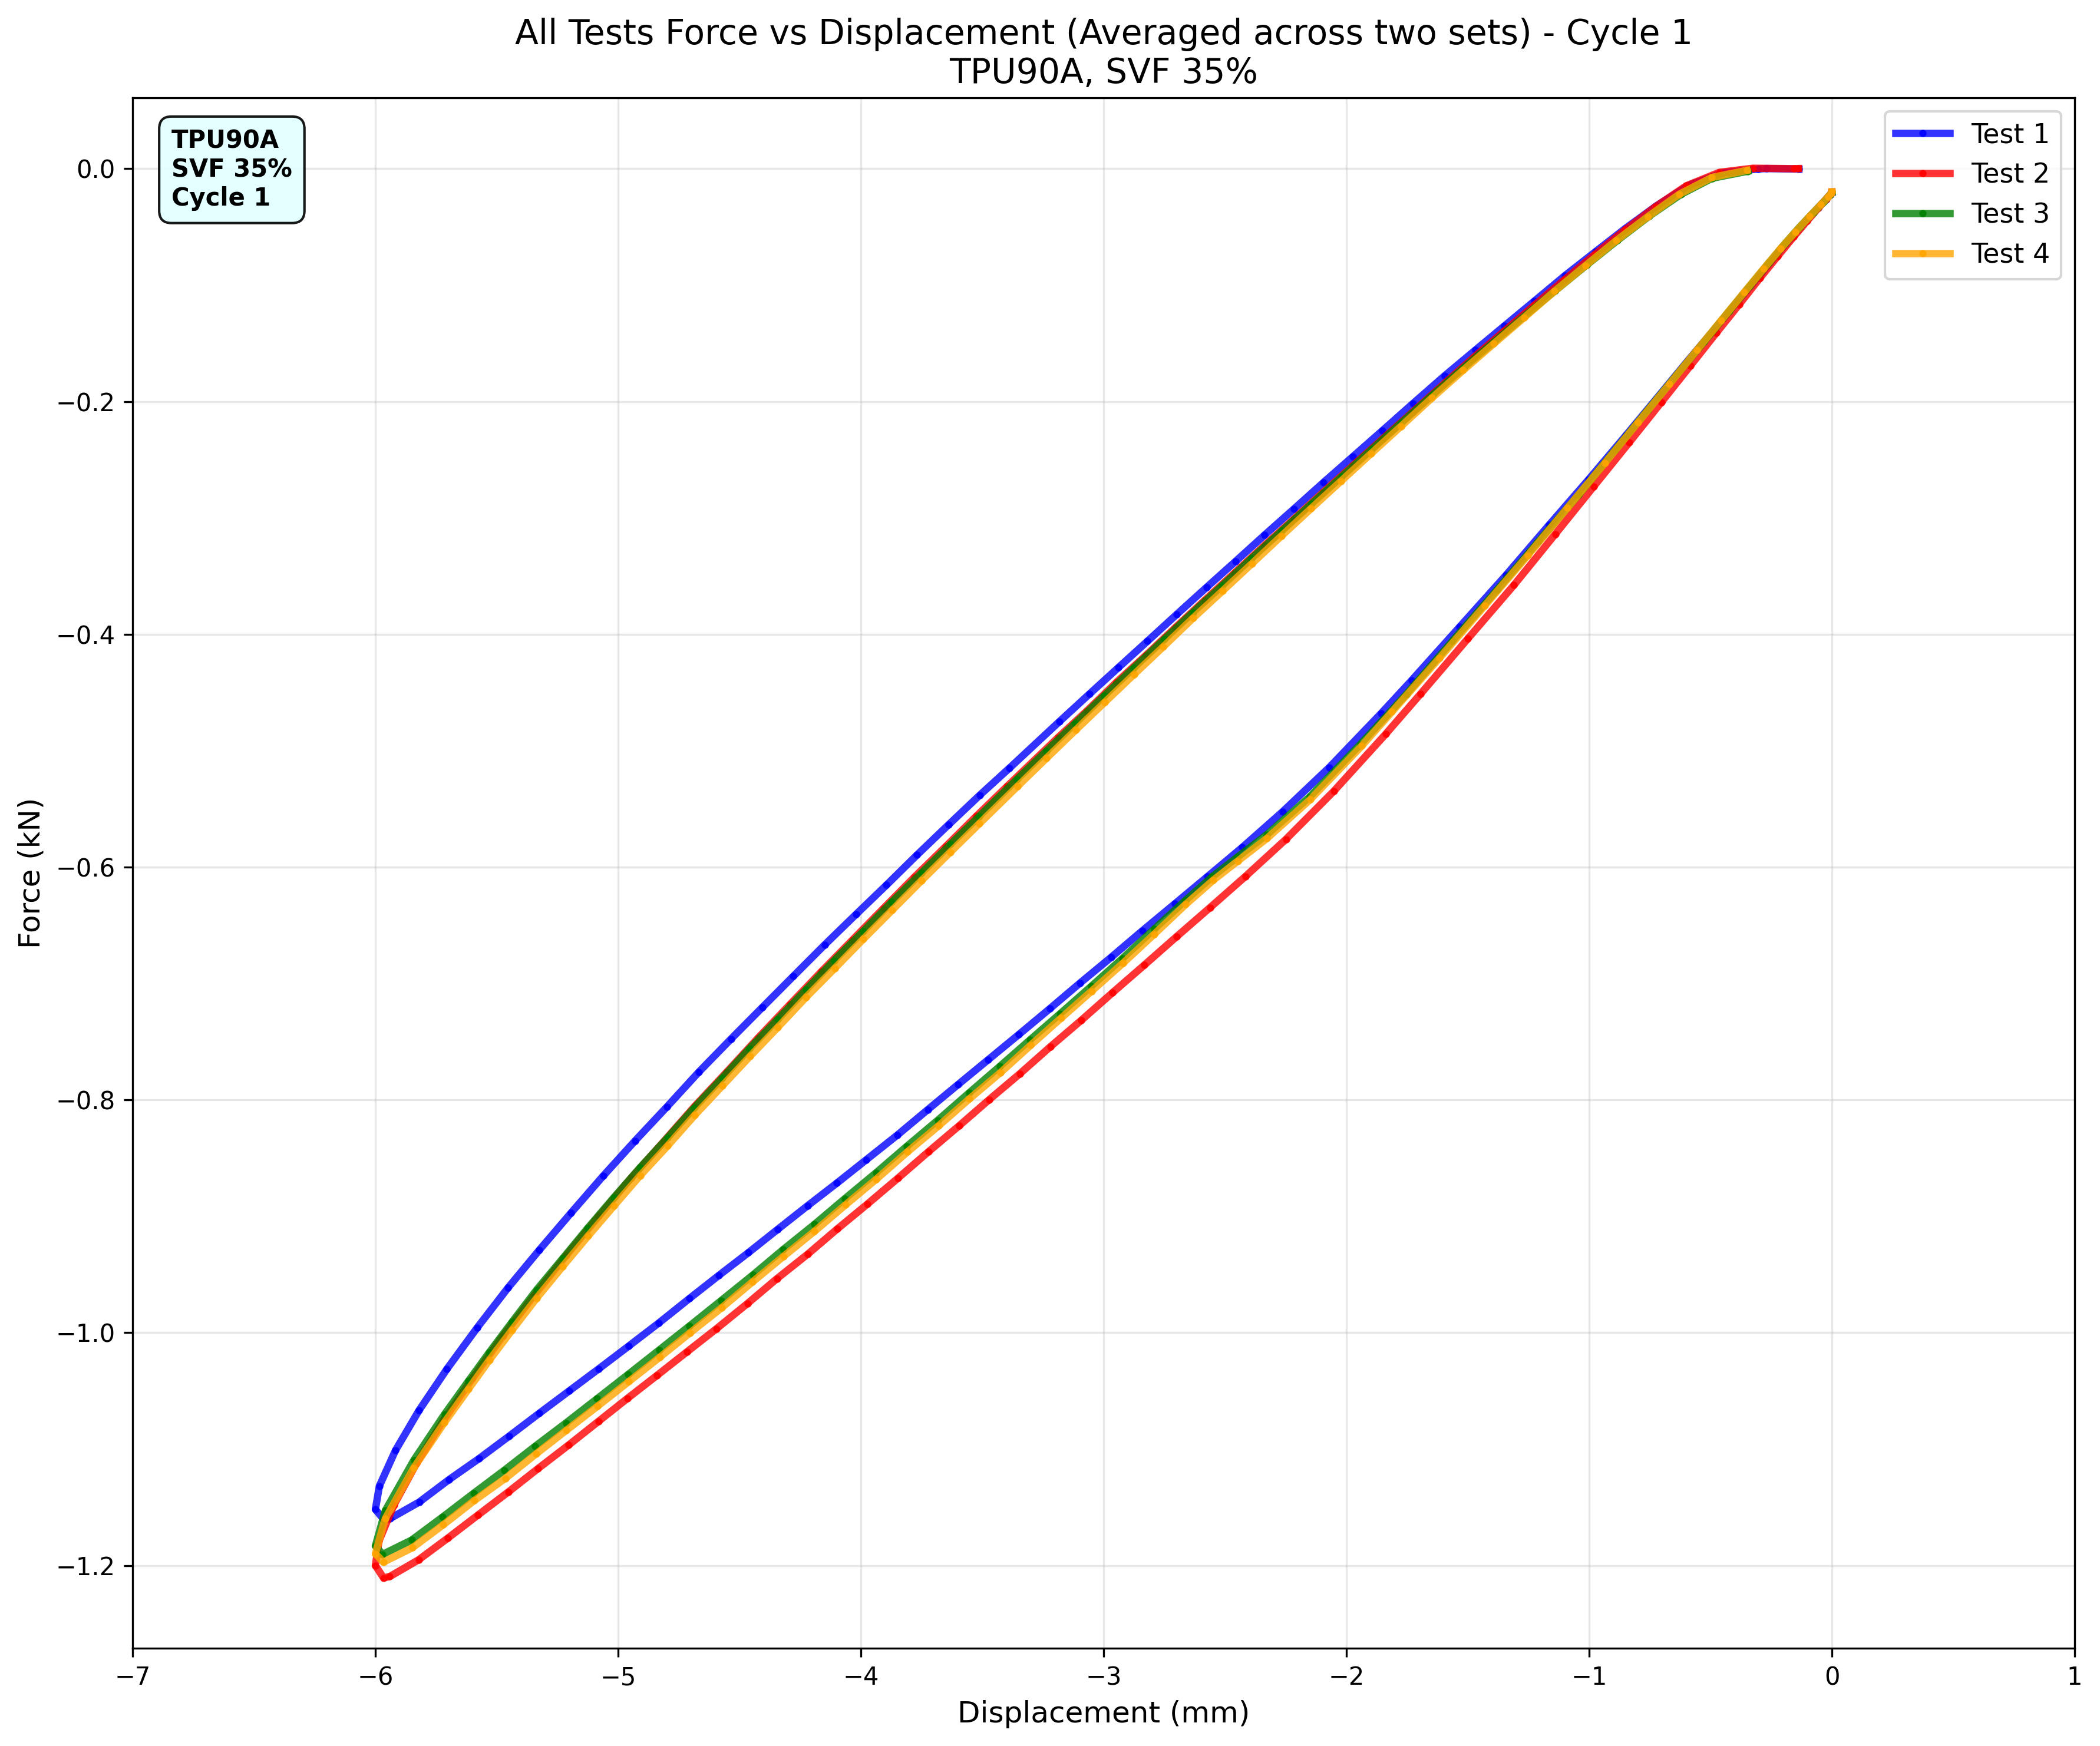 All Tests Force vs Displacement (Averaged across two sets) - Cycle 1
TPU90A, SVF 35%
TPU90A
SVF 35%
Cycle 1
Test 1
Test 2
Test 3
Test 4
0.0
−0.2
−0.4
−0.6
−0.8
−1.0
−1.2
Force (kN)
−7 −6 −5 −4 −3 −2 −1 0 1
Displacement (mm)